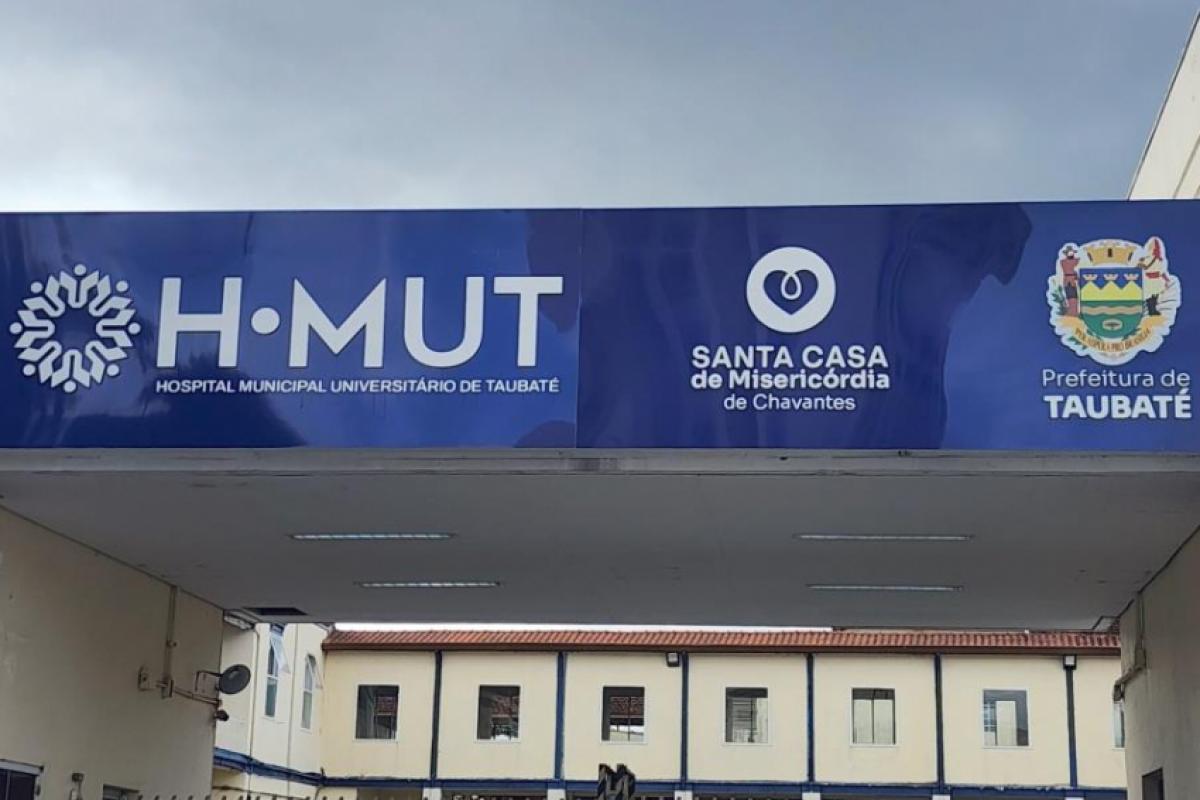 H·MUT
HOSPITAL MUNICIPAL UNIVERSITÁRIO DE TAUBATÉ
SANTA CASA
de Misericórdia
de Chavantes
Prefeitura de
TAUBATÉ